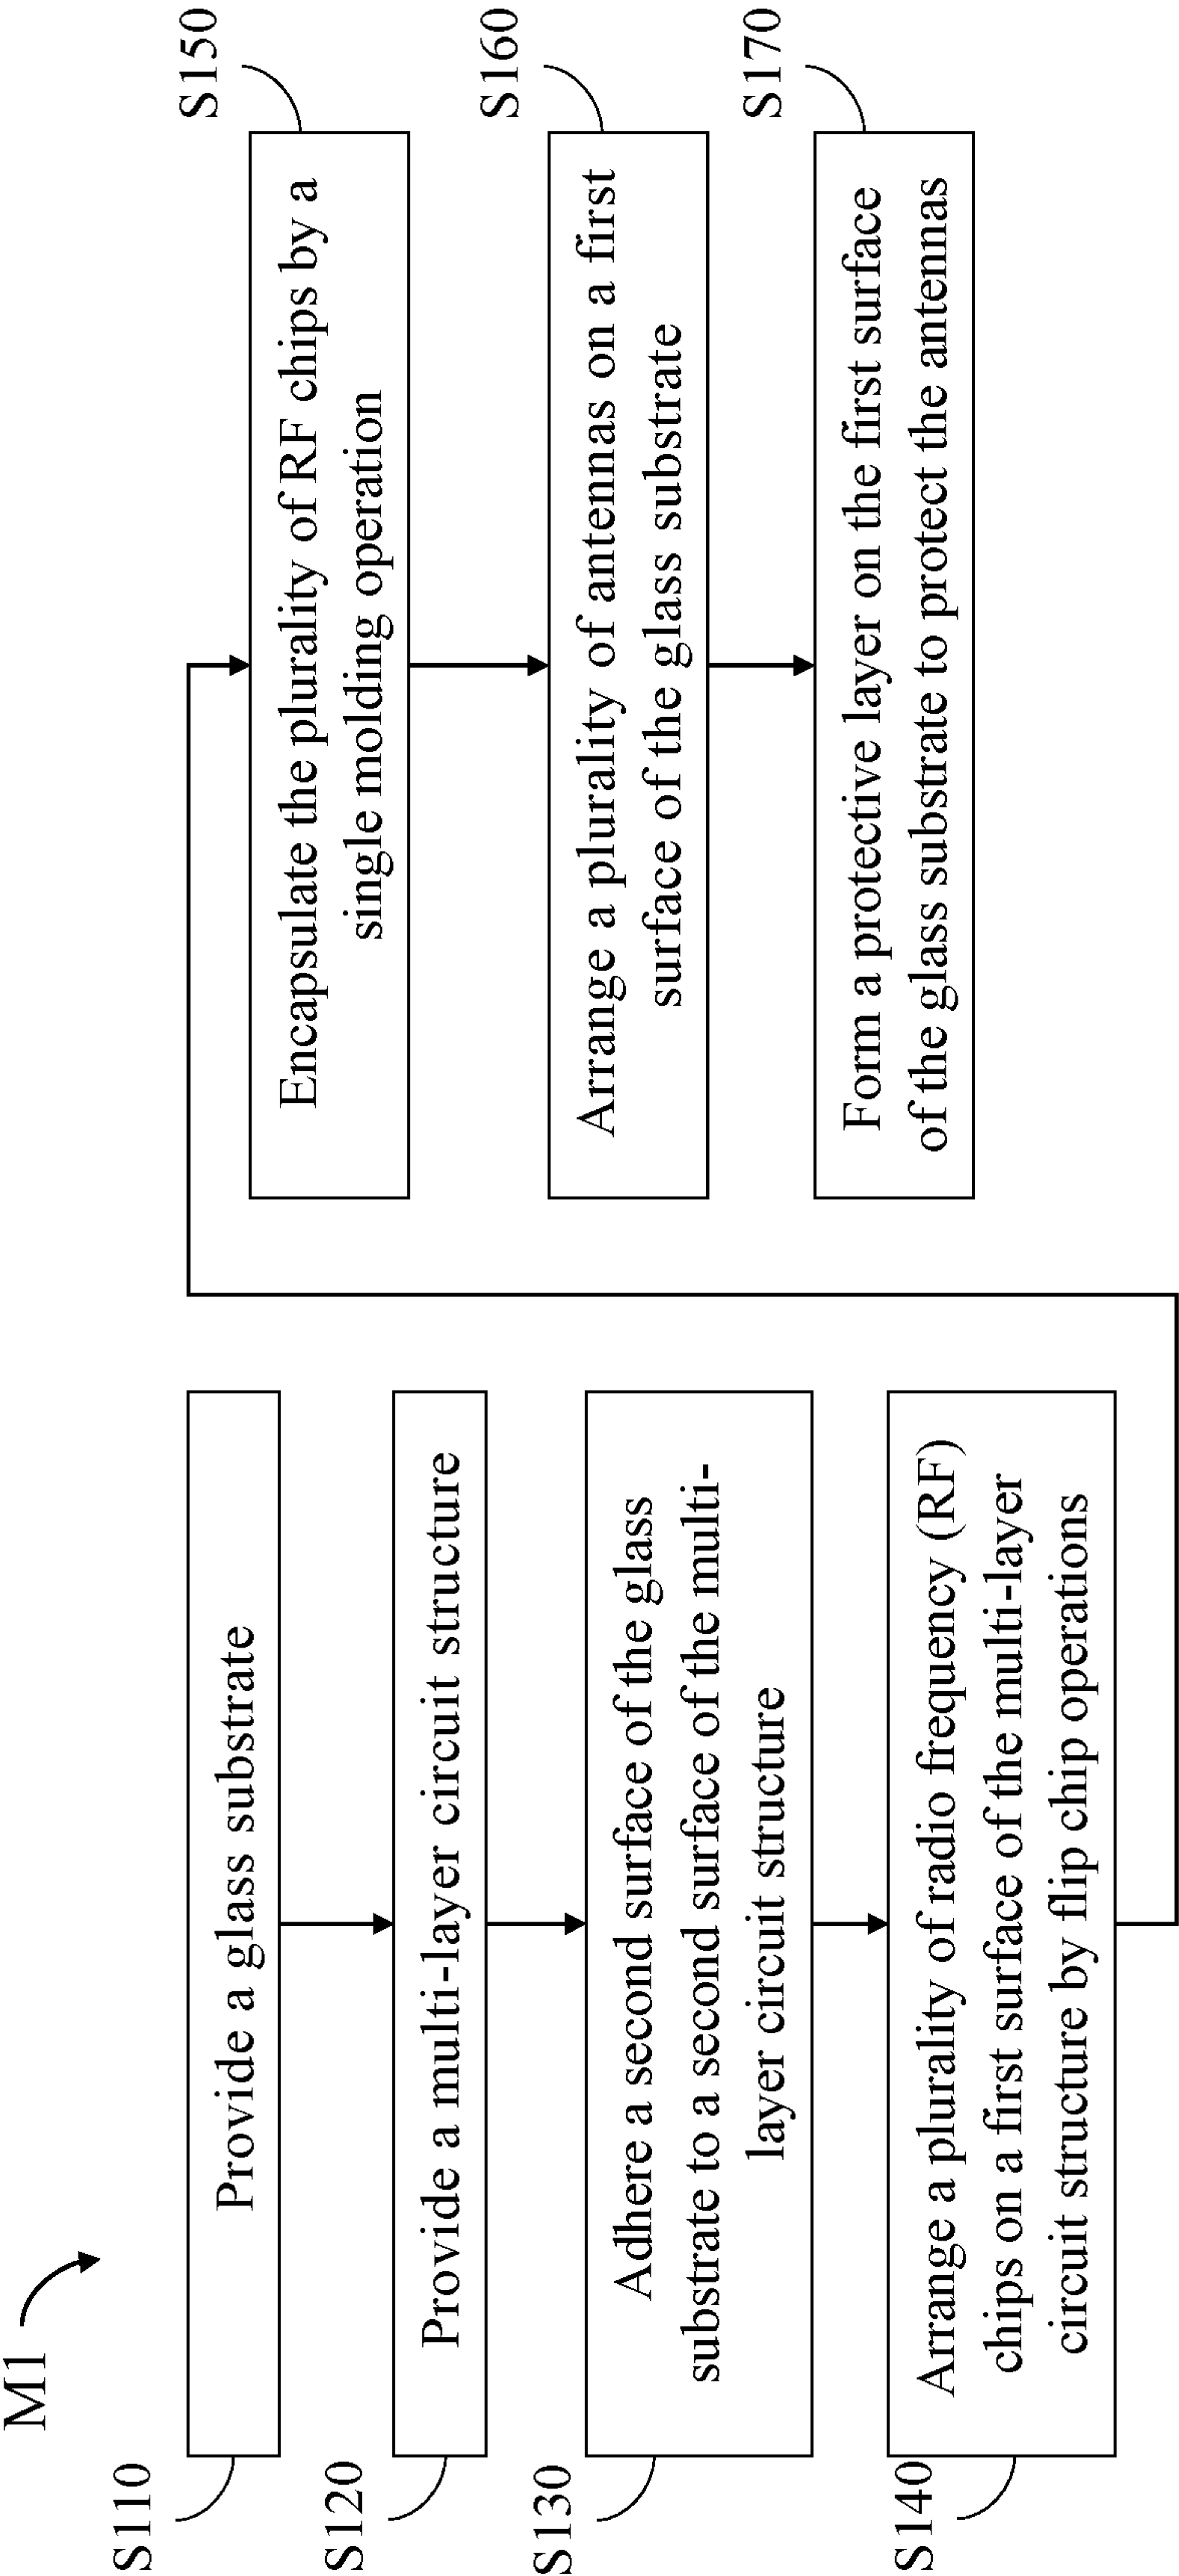 M1
S110
Provide a glass substrate
S120
Provide a multi-layer circuit structure
S130
Adhere a second surface of the glass
substrate to a second surface of the multi-
layer circuit structure
S140
Arrange a plurality of radio frequency (RF)
chips on a first surface of the multi-layer
circuit structure by flip chip operations
S150
Encapsulate the plurality of RF chips by a
single molding operation
S160
Arrange a plurality of antennas on a first
surface of the glass substrate
S170
Form a protective layer on the first surface
of the glass substrate to protect the antennas